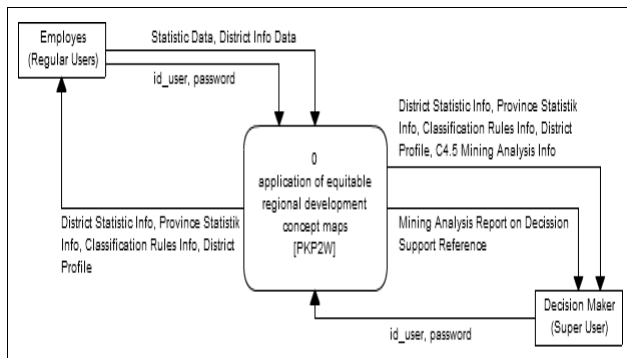 Employes
(Regular Users)
Statistic Data, District Info Data
id_user, password
District Statistic Info, Province Statistik
Info, Classification Rules Info, District
Profile, C4.5 Mining Analysis Info
0
application of equitable
regional development
concept maps
[PKP2W]
District Statistic Info, Province Statistik
Info, Classification Rules Info, District
Profile
Mining Analysis Report on Decission
Support Reference
Decision Maker
(Super User)
id_user, password